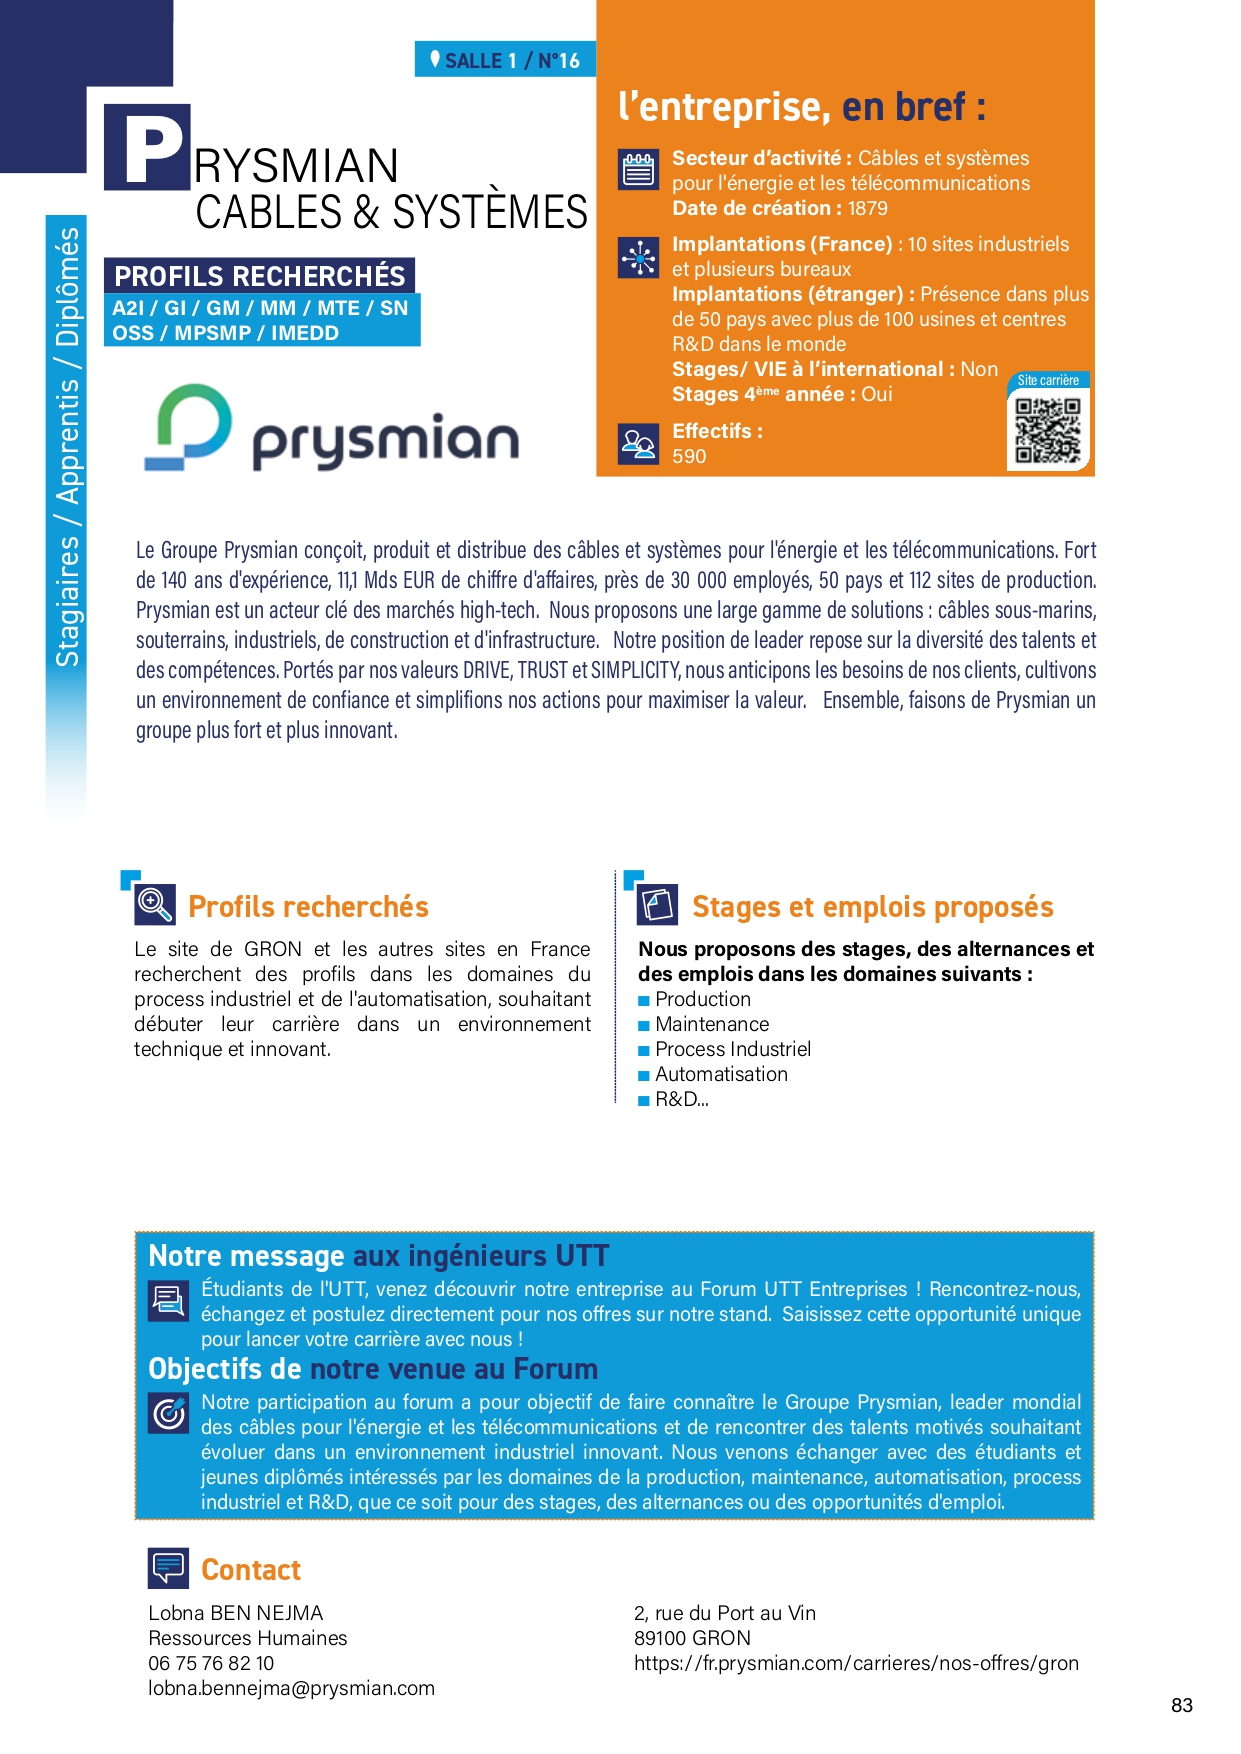 SALLE 1 / N°16
PRYSMIAN
CABLES & SYSTÈMES
PROFILS RECHERCHÉS
A2I / GI / GM / MM / MTE / SN
OSS / MPSMP / IMEDD
prysmian
Stagiaires / Apprentis / Diplômés
l’entreprise, en bref :
Secteur d’activité : Câbles et systèmes
pour l'énergie et les télécommunications
Date de création : 1879
Implantations (France) : 10 sites industriels
et plusieurs bureaux
Implantations (étranger) : Présence dans plus
de 50 pays avec plus de 100 usines et centres
R&D dans le monde
Stages/ VIE à l’international : Non
Stages 4ème année : Oui
Site carrière
Effectifs :
590
Le Groupe Prysmian conçoit, produit et distribue des câbles et systèmes pour l'énergie et les télécommunications. Fort
de 140 ans d'expérience, 11,1 Mds EUR de chiffre d'affaires, près de 30 000 employés, 50 pays et 112 sites de production.
Prysmian est un acteur clé des marchés high-tech. Nous proposons une large gamme de solutions : câbles sous-marins,
souterrains, industriels, de construction et d'infrastructure. Notre position de leader repose sur la diversité des talents et
des compétences. Portés par nos valeurs DRIVE, TRUST et SIMPLICITY, nous anticipons les besoins de nos clients, cultivons
un environnement de confiance et simplifions nos actions pour maximiser la valeur. Ensemble, faisons de Prysmian un
groupe plus fort et plus innovant.
Profils recherchés
Le site de GRON et les autres sites en France
recherchent des profils dans les domaines du
process industriel et de l'automatisation, souhaitant
débuter leur carrière dans un environnement
technique et innovant.
Stages et emplois proposés
Nous proposons des stages, des alternances et
des emplois dans les domaines suivants :
Production
Maintenance
Process Industriel
Automatisation
R&D...
Notre message aux ingénieurs UTT
Étudiants de l'UTT, venez découvrir notre entreprise au Forum UTT Entreprises ! Rencontrez-nous,
échangez et postulez directement pour nos offres sur notre stand. Saisissez cette opportunité unique
pour lancer votre carrière avec nous !
Objectifs de notre venue au Forum
Notre participation au forum a pour objectif de faire connaître le Groupe Prysmian, leader mondial
des câbles pour l'énergie et les télécommunications et de rencontrer des talents motivés souhaitant
évoluer dans un environnement industriel innovant. Nous venons échanger avec des étudiants et
jeunes diplômés intéressés par les domaines de la production, maintenance, automatisation, process
industriel et R&D, que ce soit pour des stages, des alternances ou des opportunités d'emploi.
Contact
Lobna BEN NEJMA
Ressources Humaines
06 75 76 82 10
lobna.bennejma@prysmian.com
2, rue du Port au Vin
89100 GRON
https://fr.prysmian.com/carrieres/nos-offres/gron
83